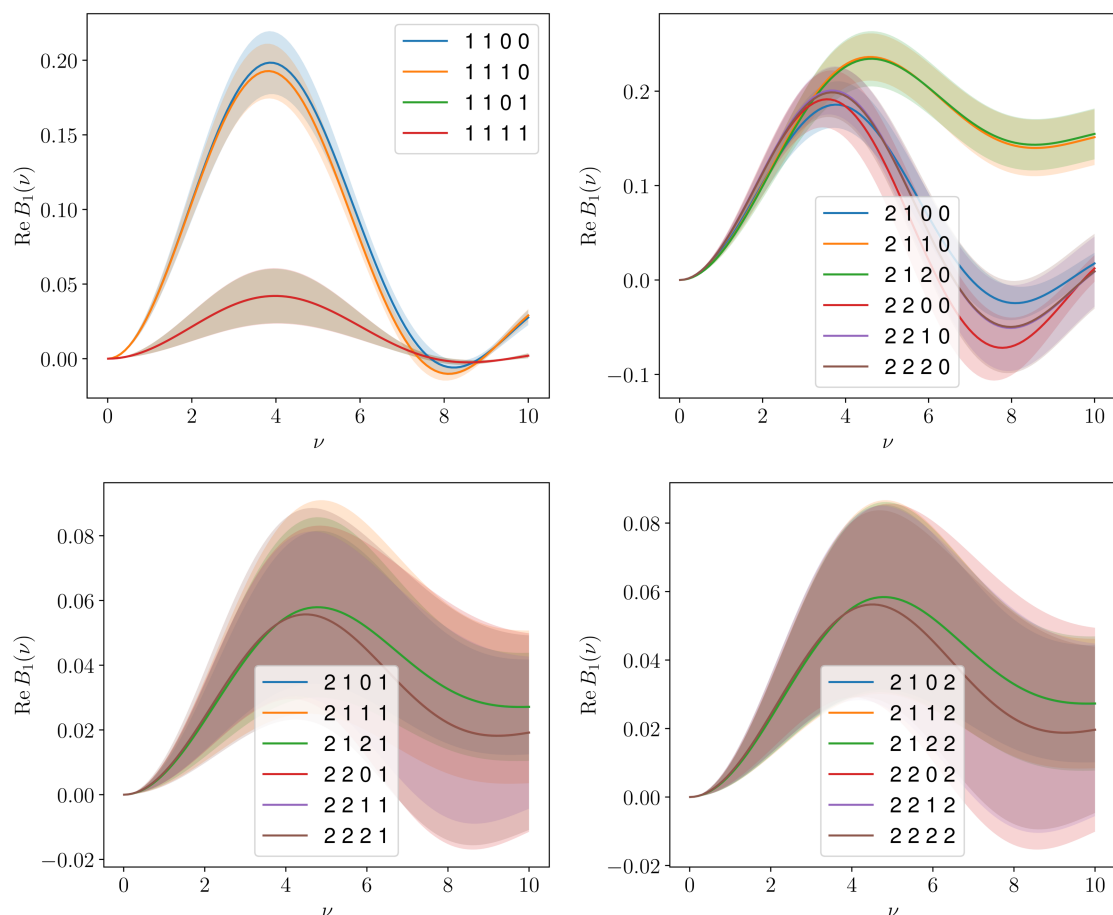 Re B₁(ν)
0.20
0.15
0.10
0.05
0.00
1 1 0 0
1 1 1 0
1 1 0 1
1 1 1 1
0 2 4 6 8 10
ν
Re B₁(ν)
0.2
0.1
0.0
−0.1
2 1 0 0
2 1 1 0
2 1 2 0
2 2 0 0
2 2 1 0
2 2 2 0
0 2 4 6 8 10
ν
Re B₁(ν)
0.08
0.06
0.04
0.02
0.00
−0.02
2 1 0 1
2 1 1 1
2 1 2 1
2 2 0 1
2 2 1 1
2 2 2 1
0 2 4 6 8 10
ν
Re B₁(ν)
0.08
0.06
0.04
0.02
0.00
−0.02
2 1 0 2
2 1 1 2
2 1 2 2
2 2 0 2
2 2 1 2
2 2 2 2
0 2 4 6 8 10
ν